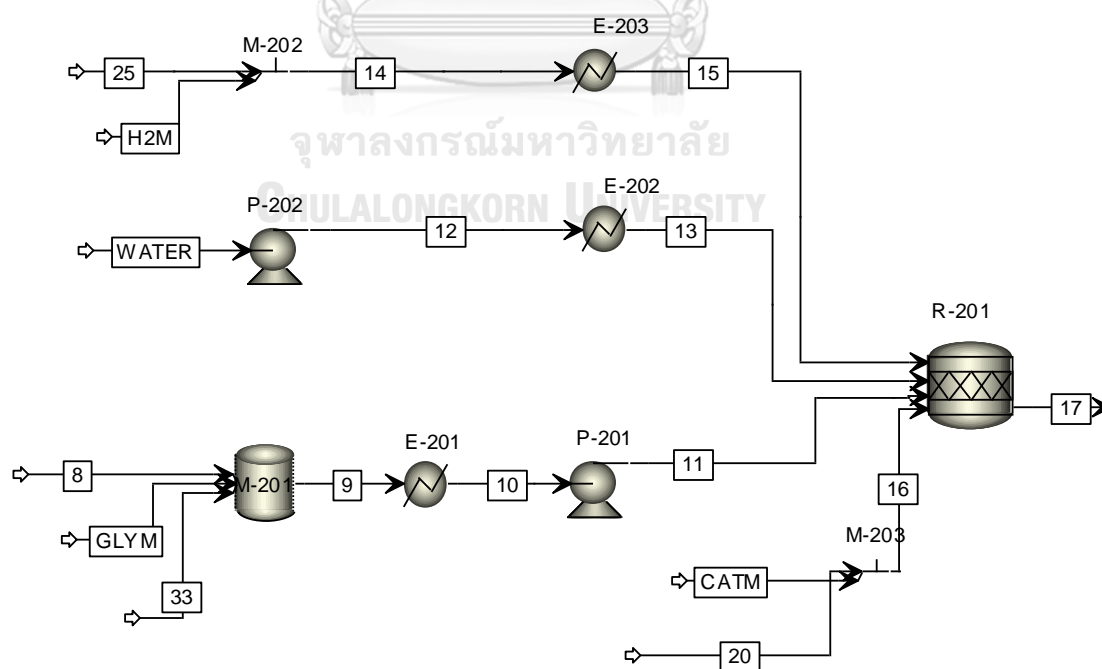 E-203
M-202
25
14
15
H2M
จุฬาลงกรณ์มหาวิทยาลัย
CHULALONGKORN UNIVERSITY
E-202
P-202
12
13
WATER
R-201
17
E-201
P-201
8
M-201
9
10
11
16
GLYM
M-203
33
CATM
20